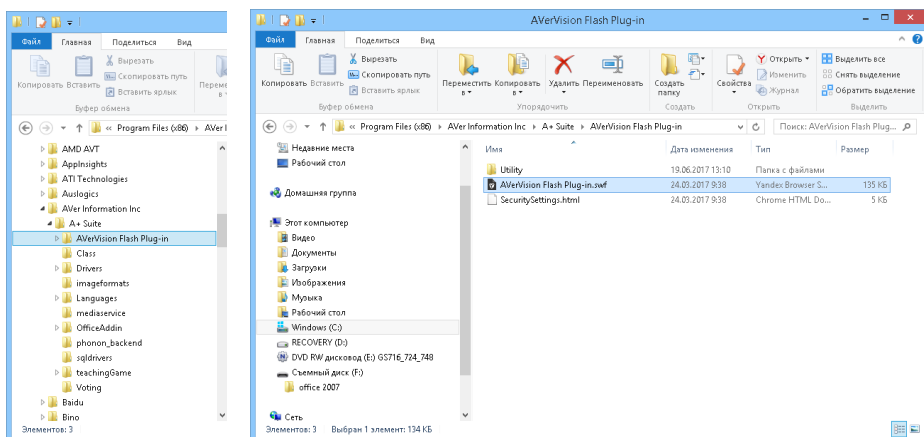 Файл Главная Поделиться Вид
Копировать Вставить
Вырезать
Скопировать путь
Вставить ярлык
Переме
в
Буфер обмена
« Program Files (x86) AVer I
AMD AVT
AppInsights
ATI Technologies
Auslogics
AVer Information Inc
A+ Suite
AVerVision Flash Plug-in
Class
Drivers
imageformats
Languages
mediaservice
OfficeAddin
phonon_backend
sqldrivers
teachingGame
Voting
Baidu
Bino
Элементов: 3
AVerVision Flash Plug-in
Файл Главная Поделиться Вид
Копировать Вставить
Вырезать
Скопировать путь
Вставить ярлык
Буфер обмена
Переместить в Копировать в Удалить Переименовать
Упорядочить
Создать папку
Создать
Свойства
Открыть
Изменить
Журнал
Открыть
Выделить все
Снять выделение
Обратить выделение
Выделить
« Program Files (x86) AVer Information Inc A+ Suite AVerVision Flash Plug-in
Поиск: AVerVision Flash Plug...
Недавние места
Рабочий стол
Домашняя группа
Этот компьютер
Видео
Документы
Загрузки
Изображения
Музыка
Рабочий стол
Windows (C:)
RECOVERY (D:)
DVD RW дисковод (E:) GS716_724_748
Съемный диск (F:)
office 2007
Сеть
Имя Дата изменения Тип Размер
Utility 19.06.2017 13:10 Папка с файлами
AVerVision Flash Plug-in.swf 24.03.2017 9:38 Yandex Browser S... 135 КБ
SecuritySettings.html 24.03.2017 9:38 Chrome HTML Do... 5 КБ
Элементов: 3 Выбран 1 элемент: 134 КБ